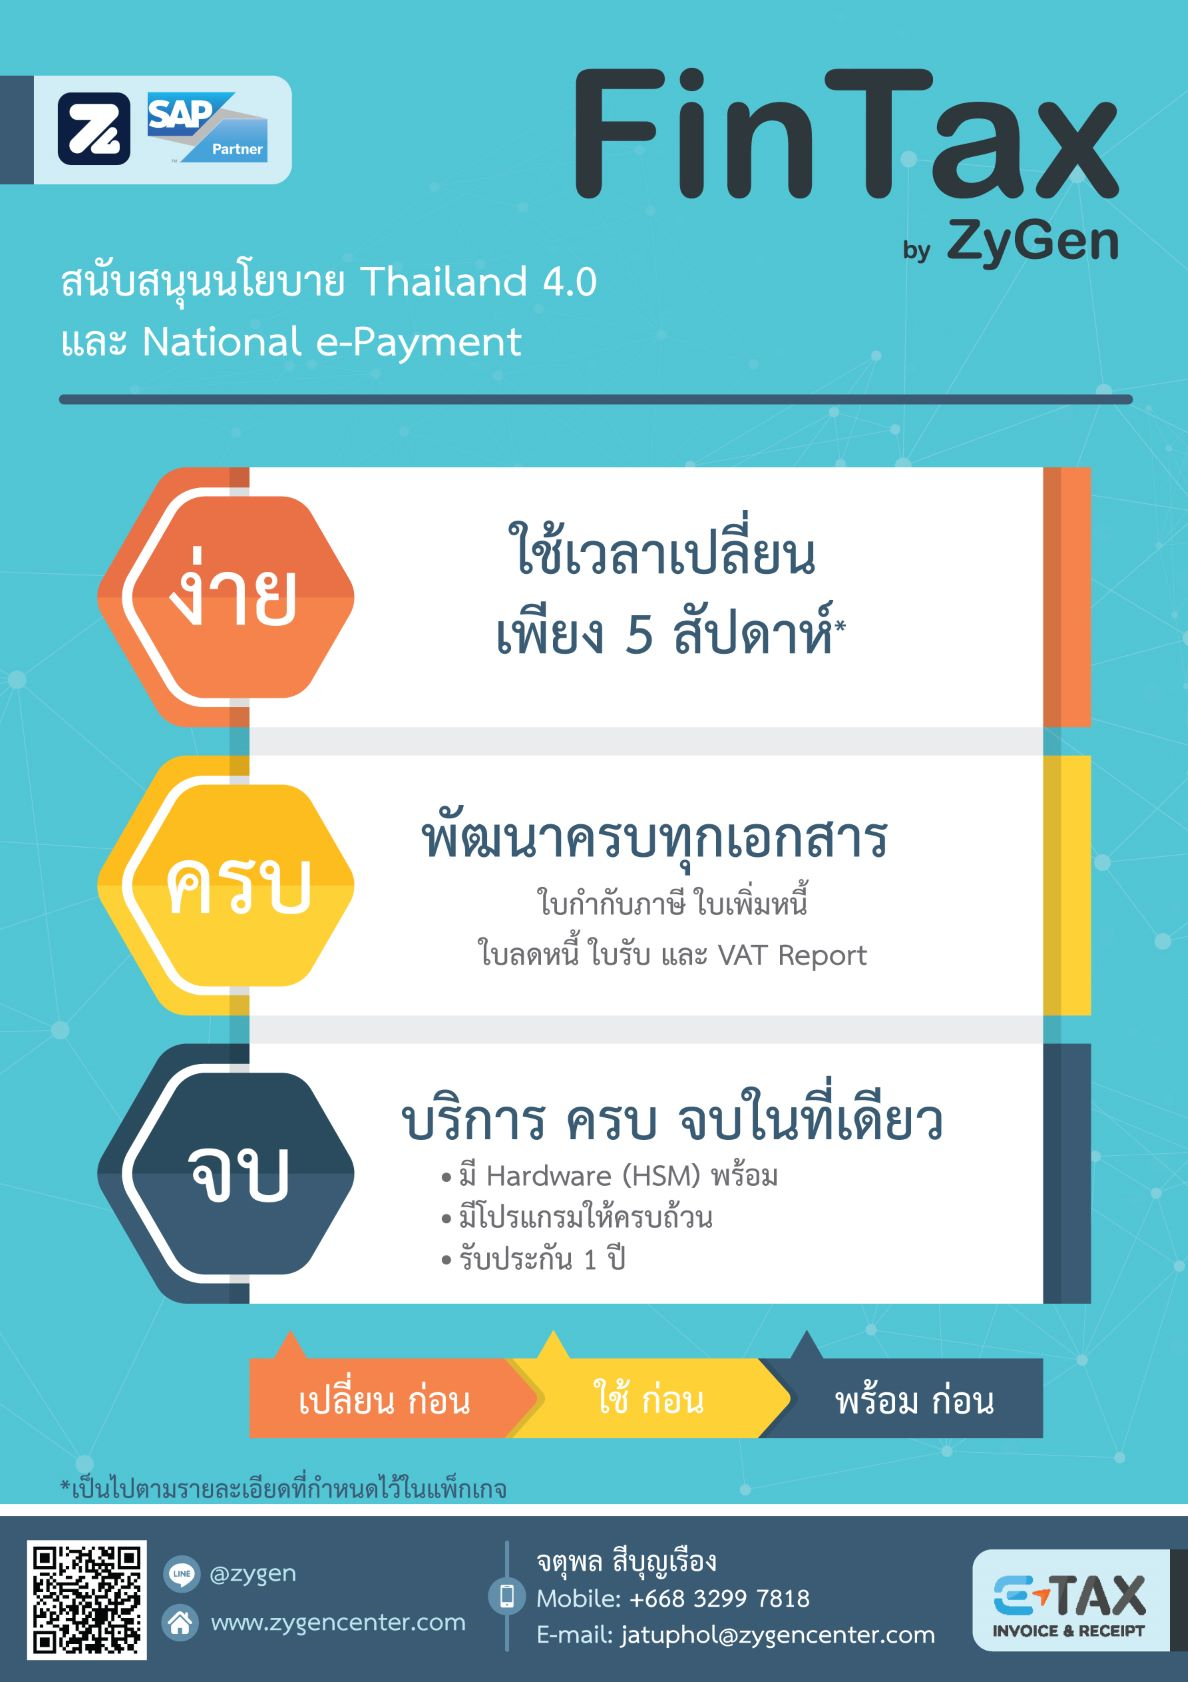 SAP
Partner
FinTax
by ZyGen
สนับสนุนนโยบาย Thailand 4.0
และ National e-Payment
ง่าย
ใช้เวลาเปลี่ยน
เพียง 5 สัปดาห์*
ครบ
พัฒนาครบทุกเอกสาร
ใบกำกับภาษี ใบเพิ่มหนี้
ใบลดหนี้ ใบรับ และ VAT Report
จบ
บริการ ครบ จบในที่เดียว
• มี Hardware (HSM) พร้อม
• มีโปรแกรมให้ครบถ้วน
• รับประกัน 1 ปี
เปลี่ยน ก่อน
ใช้ ก่อน
พร้อม ก่อน
*เป็นไปตามรายละเอียดที่กำหนดไว้ในแพ็กเกจ
LINE
@zygen
www.zygencenter.com
จตุพล สีบุญเรือง
Mobile: +668 3299 7818
E-mail: jatuphol@zygencenter.com
e-TAX
INVOICE & RECEIPT